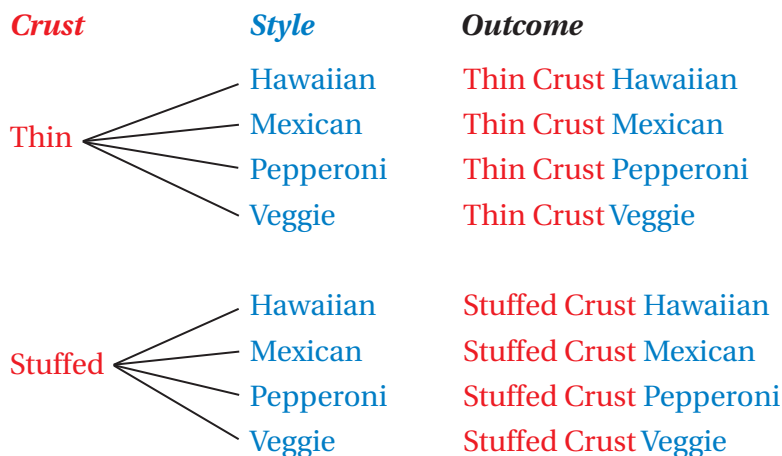 Crust Style Outcome
Hawaiian Thin Crust Hawaiian
Thin
Mexican Thin Crust Mexican
Pepperoni Thin Crust Pepperoni
Veggie Thin Crust Veggie
Hawaiian Stuffed Crust Hawaiian
Stuffed
Mexican Stuffed Crust Mexican
Pepperoni Stuffed Crust Pepperoni
Veggie Stuffed Crust Veggie